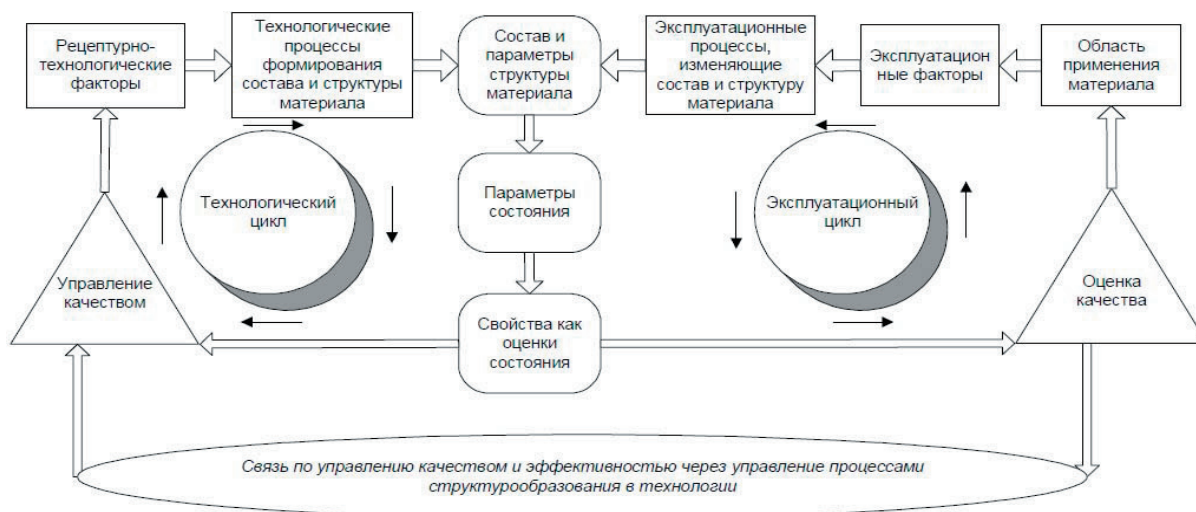 Рецептурно-
технологические
факторы
Технологические
процессы
формирования
состава и структуры
материала
Состав и
параметры
структуры
материала
Эксплуатационные
процессы,
изменяющие
состав и структуру
материала
Эксплуатацион
ные факторы
Область
применения
материала
Технологический
цикл
Параметры
состояния
Эксплуатационный
цикл
Управление
качеством
Свойства как
оценки
состояния
Оценка
качества
Связь по управлению качеством и эффективностью через управление процессами
структурообразования в технологии